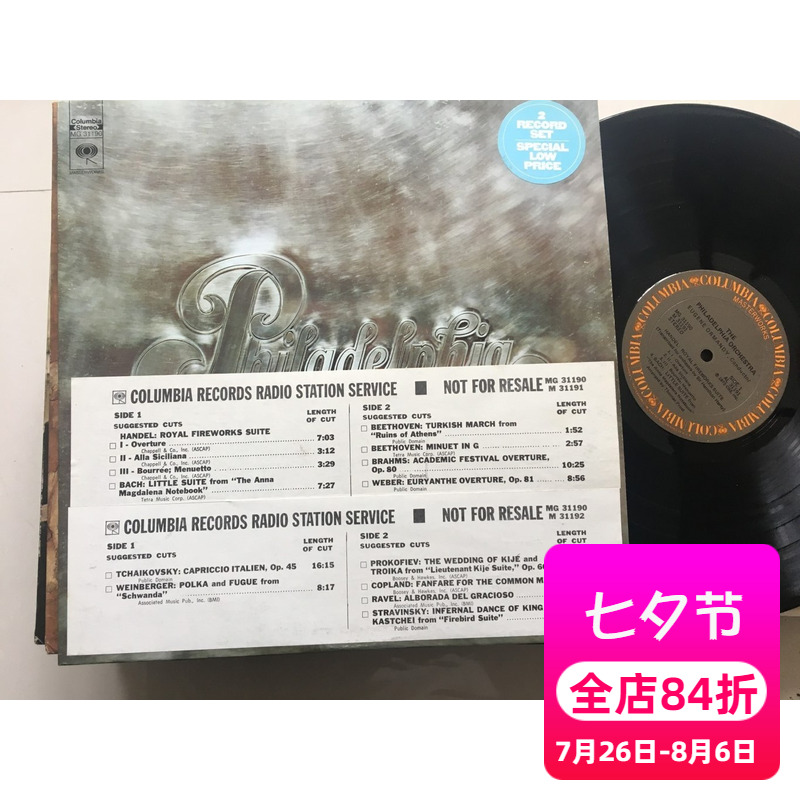 Columbia
Stereo
MG 31190
2
RECORD
SET
SPECIAL
LOW
PRICE
Philadelphia
COLUMBIA RECORDS RADIO STATION SERVICE ■ NOT FOR RESALE MG 31190
M 31191
SIDE 1
SUGGESTED CUTS
LENGTH
OF CUT
HANDEL: ROYAL FIREWORKS SUITE
I - Overture 7:03
Chappell & Co., Inc. (ASCAP)
II - Alla Siciliana 3:12
Chappell & Co., Inc. (ASCAP)
III - Bourree; Menuetto 3:29
Chappell & Co., Inc. (ASCAP)
BACH: LITTLE SUITE from "The Anna
Magdalena Notebook" 7:27
Tetra Music Corp. (ASCAP)
SIDE 2
SUGGESTED CUTS
LENGTH
OF CUT
BEETHOVEN: TURKISH MARCH from
"Ruins of Athens" 1:52
Public Domain
BEETHOVEN: MINUET IN G 2:57
Tetra Music Corp. (ASCAP)
BRAHMS: ACADEMIC FESTIVAL OVERTURE,
Op. 80 10:25
Public Domain
WEBER: EURYANTHE OVERTURE, Op. 81 8:56
COLUMBIA RECORDS RADIO STATION SERVICE ■ NOT FOR RESALE MG 31190
M 31192
SIDE 1
SUGGESTED CUTS
LENGTH
OF CUT
TCHAIKOVSKY: CAPRICCIO ITALIEN, Op. 45 16:15
Public Domain
WEINBERGER: POLKA and FUGUE from
"Schwanda" 8:17
Associated Music Pub., Inc. (BMI)
SIDE 2
SUGGESTED CUTS
LENGTH
OF CUT
PROKOFIEV: THE WEDDING OF KIJÉ and
TROIKA from "Lieutenant Kije Suite," Op. 60
Boosey & Hawkes, Inc. (ASCAP)
COPLAND: FANFARE FOR THE COMMON M
Boosey & Hawkes, Inc. (ASCAP)
RAVEL: ALBORADA DEL GRACIOSO
Associated Music Pub., Inc. (BMI)
STRAVINSKY: INFERNAL DANCE OF KING
KASTCHEI from "Firebird Suite"
Public Domain
COLUMBIA
MASTERWORKS
THE
PHILADELPHIA ORCHESTRA
EUGENE ORMANDY, Conductor
七夕节
全店84折
7月26日-8月6日